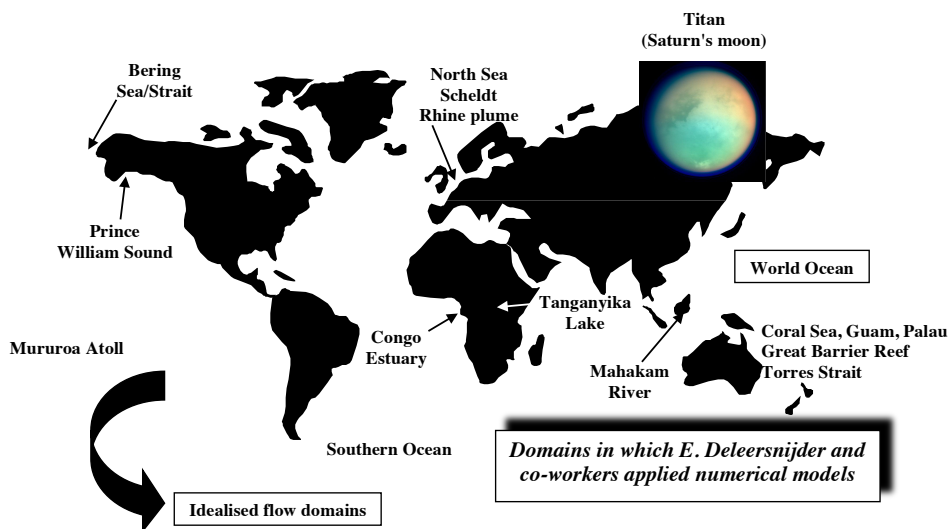 Titan
(Saturn's moon)
Bering
Sea/Strait
North Sea
Scheldt
Rhine plume
Prince
William Sound
World Ocean
Tanganyika
Lake
Congo
Estuary
Mururoa Atoll
Mahakam
River
Coral Sea, Guam, Palau
Great Barrier Reef
Torres Strait
Southern Ocean
Domains in which E. Deleersnijder and
co-workers applied numerical models
Idealised flow domains